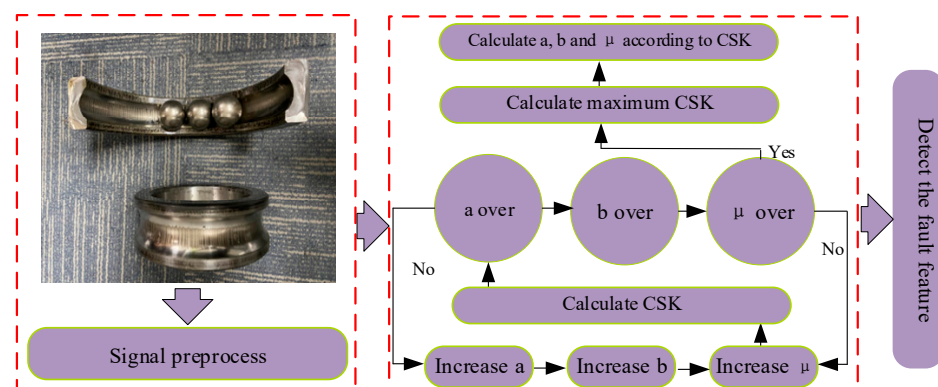 Signal preprocess
Calculate a, b and μ according to CSK
Calculate maximum CSK
Yes
a over
b over
μ over
No
No
Calculate CSK
Increase a
Increase b
Increase μ
Detect the fault feature